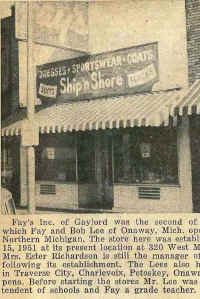 DRESSES • SPORTSWEAR • COATS
Ship'n Shore
Fay's Inc. of Gaylord was the second of
which Fay and Bob Lee of Onaway, Mich. ope
Northern Michigan. The store here was establ
15, 1951 at its present location at 320 West M
Mrs. Ester Richardson is still the manager of
following its establishment. The Lees also h
in Traverse City, Charlevoix, Petoskey, Onaw
pens. Before starting the stores Mr. Lee was
tendent of schools and Fay a grade teacher.